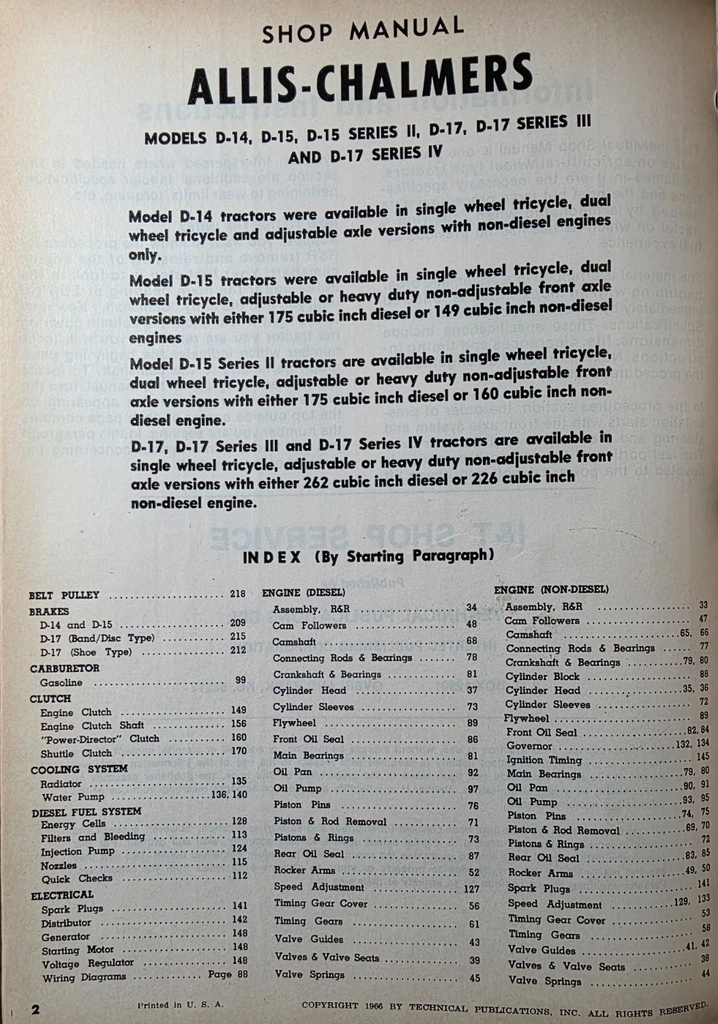 SHOP MANUAL
ALLIS-CHALMERS
MODELS D-14, D-15, D-15 SERIES II, D-17, D-17 SERIES III
AND D-17 SERIES IV
Model D-14 tractors were available in single wheel tricycle, dual
wheel tricycle and adjustable axle versions with non-diesel engines
only.
Model D-15 tractors were available in single wheel tricycle, dual
wheel tricycle, adjustable or heavy duty non-adjustable front axle
versions with either 175 cubic inch diesel or 149 cubic inch non-diesel
engines
Model D-15 Series II tractors are available in single wheel tricycle,
dual wheel tricycle, adjustable or heavy duty non-adjustable front
axle versions with either 175 cubic inch diesel or 160 cubic inch non-
diesel engine.
D-17, D-17 Series III and D-17 Series IV tractors are available in
single wheel tricycle, adjustable or heavy duty non-adjustable front
axle versions with either 262 cubic inch diesel or 226 cubic inch
non-diesel engine.
INDEX (By Starting Paragraph)
BELT PULLEY ...................... 218
BRAKES
D-14 and D-15 .................... 209
D-17 (Band/Disc Type) ............ 215
D-17 (Shoe Type) ................. 212
CARBURETOR
Gasoline ......................... 99
CLUTCH
Engine Clutch .................... 149
Engine Clutch Shaft .............. 156
"Power-Director" Clutch .......... 160
Shuttle Clutch ................... 170
COOLING SYSTEM
Radiator ......................... 135
Water Pump ................... 136, 140
DIESEL FUEL SYSTEM
Energy Cells ..................... 128
Filters and Bleeding ............. 113
Injection Pump ................... 124
Nozzles .......................... 115
Quick Checks ..................... 112
ELECTRICAL
Spark Plugs ...................... 141
Distributor ...................... 142
Generator ........................ 148
Starting Motor ................... 148
Voltage Regulator ................ 148
Wiring Diagrams .............. Page 88
ENGINE (DIESEL)
Assembly, R&R .................... 34
Cam Followers .................... 48
Camshaft ......................... 68
Connecting Rods & Bearings ....... 78
Crankshaft & Bearings ............ 81
Cylinder Head .................... 37
Cylinder Sleeves ................. 73
Flywheel ......................... 89
Front Oil Seal ................... 86
Main Bearings .................... 81
Oil Pan .......................... 92
Oil Pump ......................... 97
Piston Pins ...................... 76
Piston & Rod Removal ............. 71
Pistons & Rings .................. 73
Rear Oil Seal .................... 87
Rocker Arms ...................... 52
Speed Adjustment ................. 127
Timing Gear Cover ................ 56
Timing Gears ..................... 61
Valve Guides ..................... 43
Valves & Valve Seats ............. 39
Valve Springs .................... 45
ENGINE (NON-DIESEL)
Assembly, R&R .................... 33
Cam Followers .................... 47
Camshaft ..................... 65, 66
Connecting Rods & Bearings ...... 77
Crankshaft & Bearings ........ 79, 80
Cylinder Block ................... 88
Cylinder Head ................ 35, 36
Cylinder Sleeves ................. 72
Flywheel ......................... 89
Front Oil Seal ............... 82, 84
Governor ................... 132, 134
Ignition Timing .................. 145
Main Bearings ................ 79, 80
Oil Pan ...................... 90, 91
Oil Pump ..................... 93, 95
Piston Pins .................. 74, 75
Piston & Rod Removal ......... 69, 70
Pistons & Rings .................. 72
Rear Oil Seal ................ 83, 85
Rocker Arms .................. 49, 50
Spark Plugs ...................... 141
Speed Adjustment ........... 129, 133
Timing Gear Cover ................ 53
Timing Gears ..................... 58
Valve Guides ................. 41, 42
Valves & Valve Seats ............. 38
Valve Springs .................... 44
2 Printed in U. S. A. COPYRIGHT 1966 BY TECHNICAL PUBLICATIONS, INC. ALL RIGHTS RESERVED.